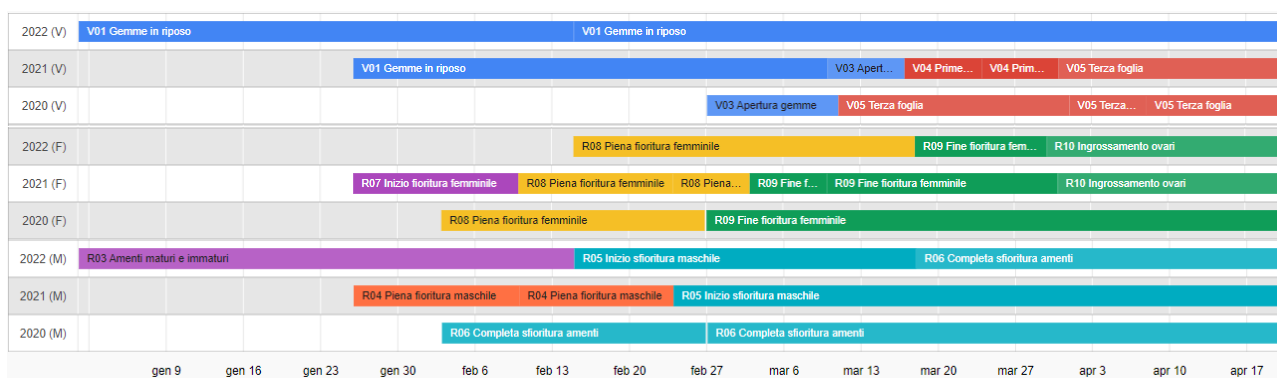 2022 (V) V01 Gemme in riposo V01 Gemme in riposo
2021 (V) V01 Gemme in riposo V03 Apert... V04 Prime... V04 Prim... V05 Terza foglia
2020 (V) V03 Apertura gemme V05 Terza foglia V05 Terza... V05 Terza foglia
2022 (F) R08 Piena fioritura femminile R09 Fine fioritura fem... R10 Ingrossamento ovari
2021 (F) R07 Inizio fioritura femminile R08 Piena fioritura femminile R08 Piena... R09 Fine f... R09 Fine fioritura femminile R10 Ingrossamento ovari
2020 (F) R08 Piena fioritura femminile R09 Fine fioritura femminile
2022 (M) R03 Amenti maturi e immaturi R05 Inizio sfioritura maschile R06 Completa sfioritura amenti
2021 (M) R04 Piena fioritura maschile R04 Piena fioritura maschile R05 Inizio sfioritura maschile
2020 (M) R06 Completa sfioritura amenti R06 Completa sfioritura amenti
gen 9 gen 16 gen 23 gen 30 feb 6 feb 13 feb 20 feb 27 mar 6 mar 13 mar 20 mar 27 apr 3 apr 10 apr 17